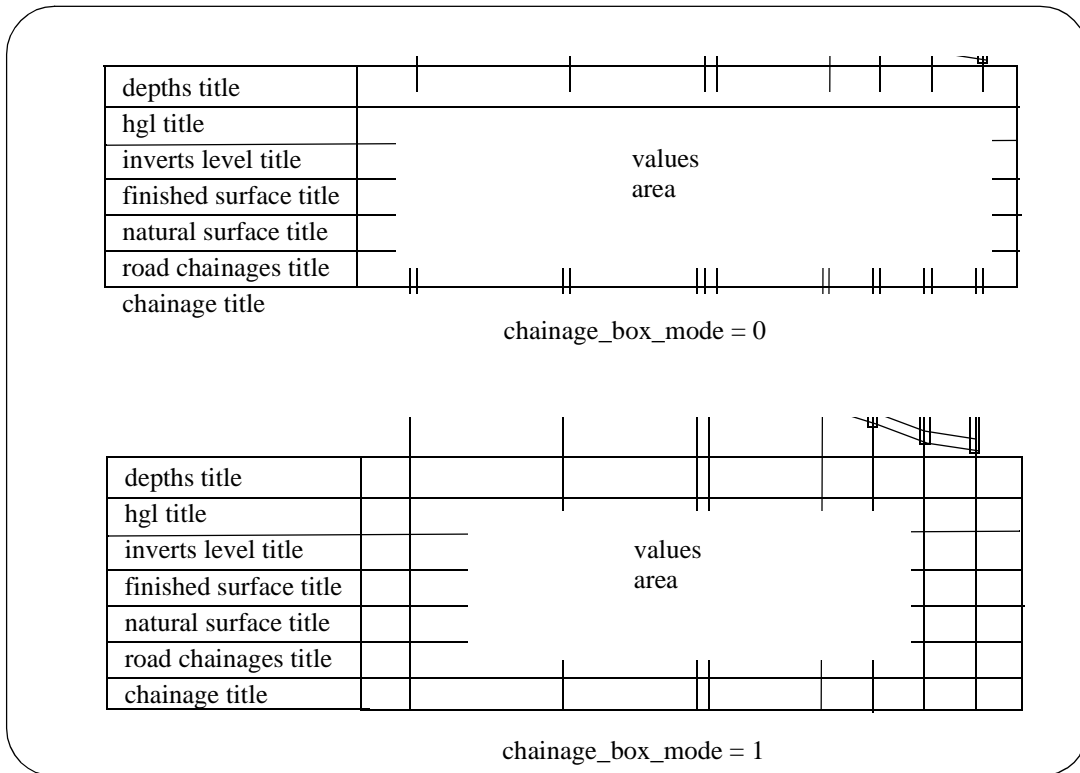 depths title
hgl title
inverts level title
finished surface title
natural surface title
road chainages title
chainage title
values
area
chainage_box_mode = 0
depths title
hgl title
inverts level title
finished surface title
natural surface title
road chainages title
chainage title
values
area
chainage_box_mode = 1